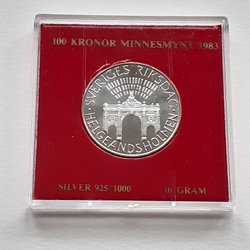 100 KRONOR MINNESMYNT 1983
SVERIGES RIKSDAG
HELGEANDSHOLMEN
SILVER 925/1000 16 GRAM